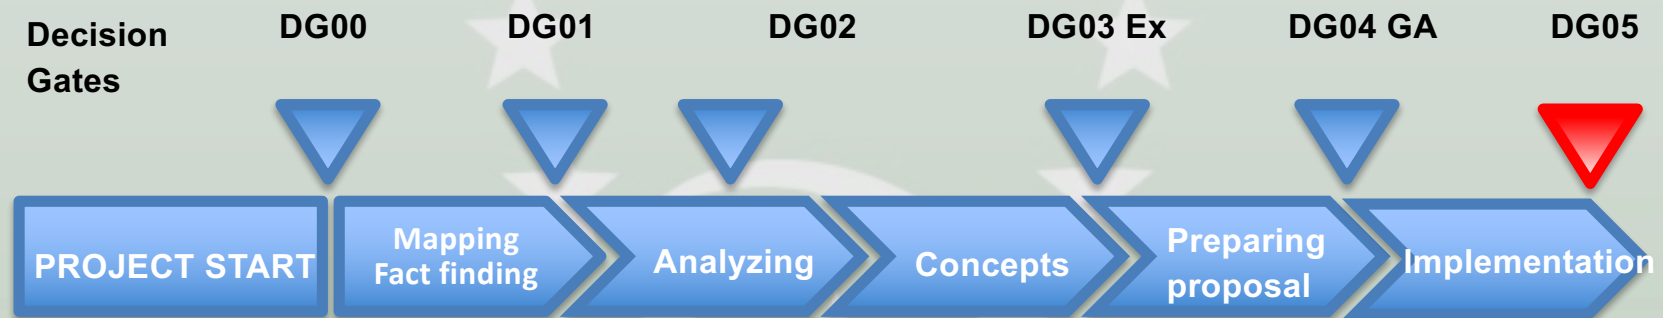 Decision
Gates
DG00
DG01
DG02
DG03 Ex
DG04 GA
DG05
PROJECT START
Mapping
Fact finding
Analyzing
Concepts
Preparing
proposal
Implementation